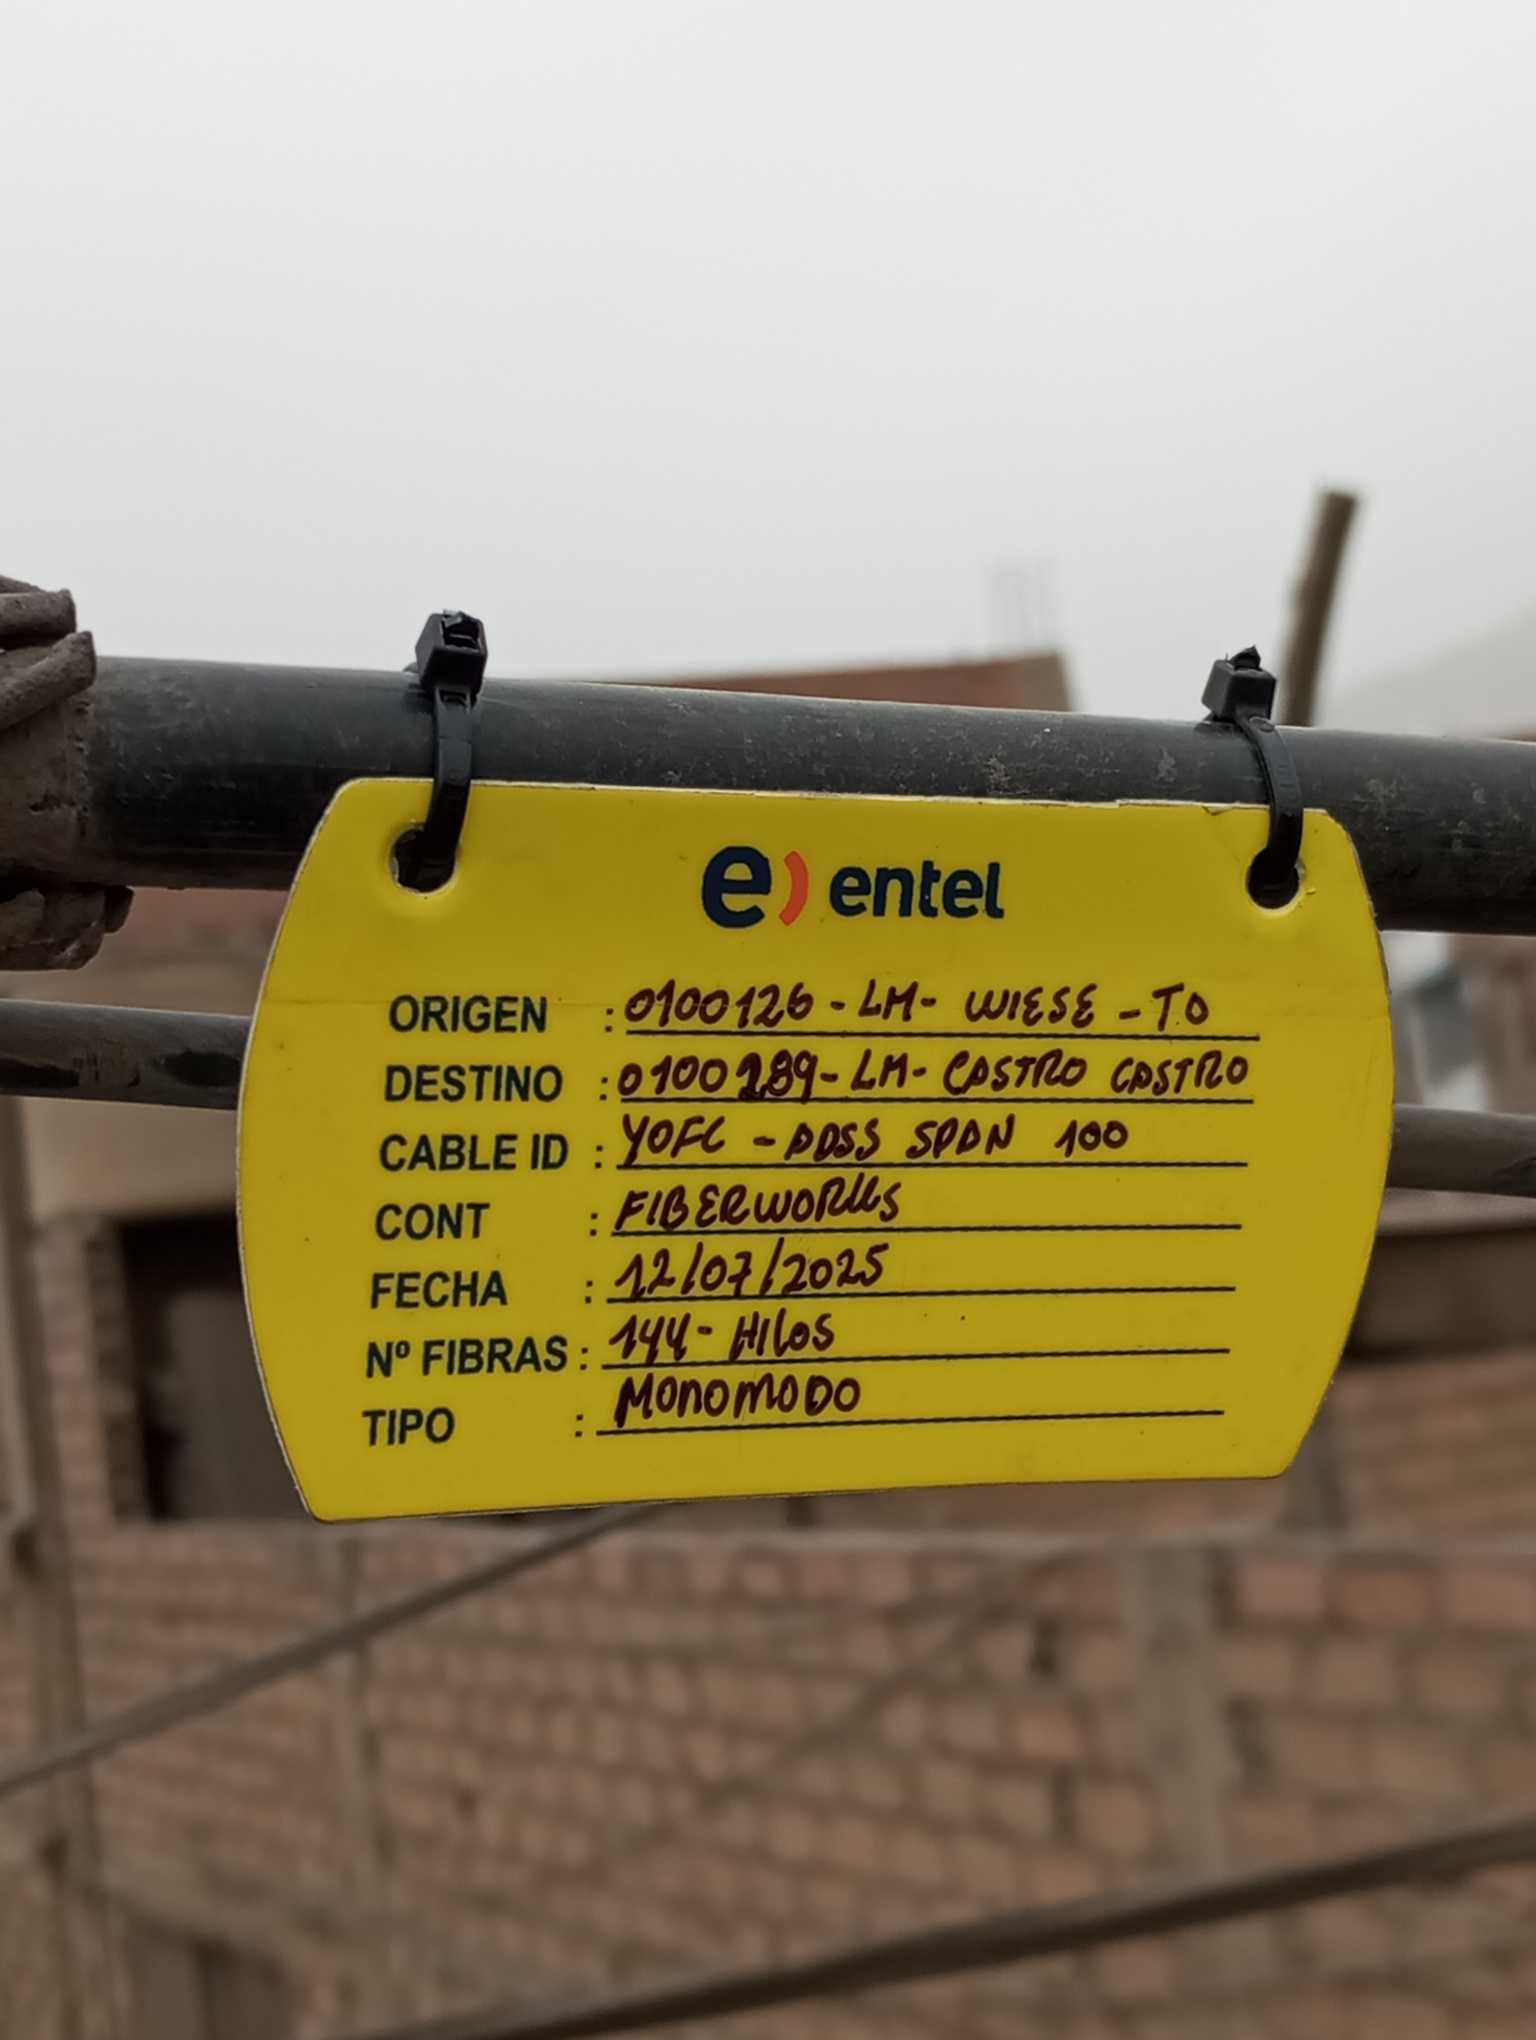 e) entel
ORIGEN : 0100126-LM- WIESE -TO
DESTINO : 0100289-LM- CASTRO CASTRO
CABLE ID : YOFC - ADSS SPAN 100
CONT : FIBERWORKS
FECHA : 12/07/2025
Nº FIBRAS : 144- HILOS
TIPO : MONOMODO